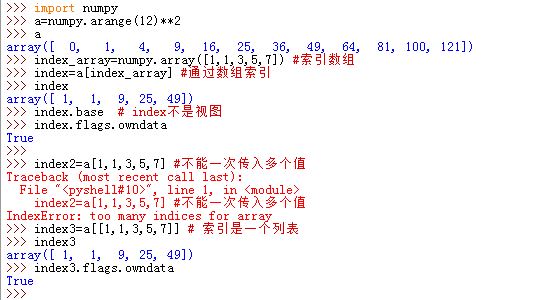 >>> import numpy
>>> a=numpy.arange(12)**2
>>> a
array([  0,   1,   4,   9,  16,  25,  36,  49,  64,  81, 100, 121])
>>> index_array=numpy.array([1,1,3,5,7]) #索引数组
>>> index=a[index_array] #通过数组索引
>>> index
array([ 1,  1,  9, 25, 49])
>>> index.base  # index不是视图
>>> index.flags.owndata
True
>>>
>>> index2=a[1,1,3,5,7] #不能一次传入多个值
Traceback (most recent call last):
  File "<pyshell#10>", line 1, in <module>
    index2=a[1,1,3,5,7] #不能一次传入多个值
IndexError: too many indices for array
>>> index3=a[[1,1,3,5,7]] # 索引是一个列表
>>> index3
array([ 1,  1,  9, 25, 49])
>>> index3.flags.owndata
True
>>>